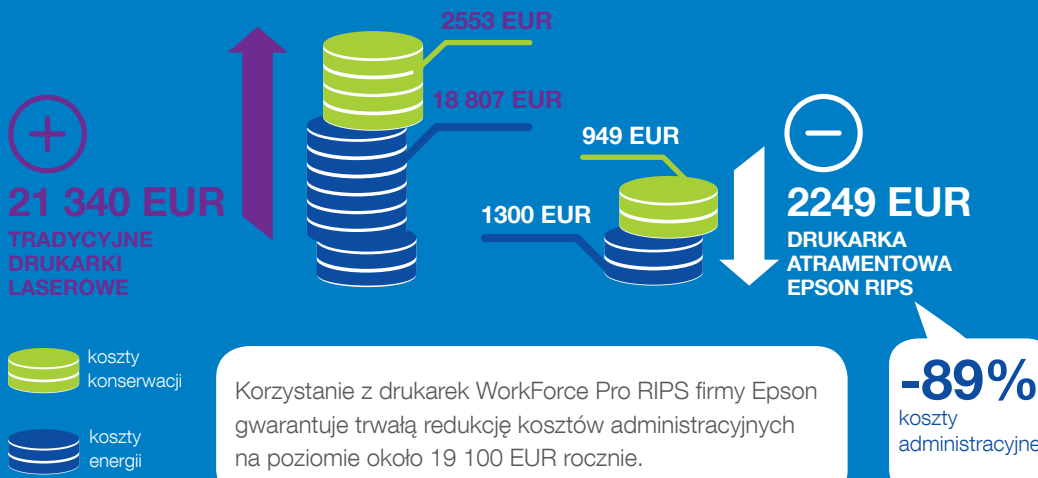 2553 EUR
18 807 EUR
21 340 EUR
TRADYCYJNE
DRUKARKI
LASEROWE
949 EUR
1300 EUR
2249 EUR
DRUKARKA
ATRAMENTOWA
EPSON RIPS
koszty
konserwacji
koszty
energii
Korzystanie z drukarek WorkForce Pro RIPS firmy Epson
gwarantuje trwałą redukcję kosztów administracyjnych
na poziomie około 19 100 EUR rocznie.
-89%
koszty
administracyjne